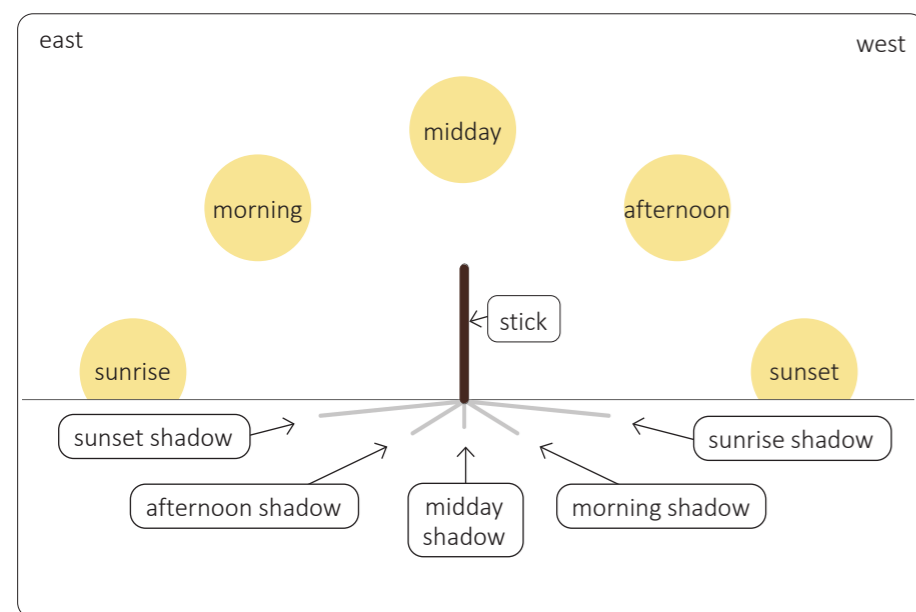 east
west
midday
morning
afternoon
stick
sunrise
sunset
sunset shadow
sunrise shadow
afternoon shadow
midday
shadow
morning shadow